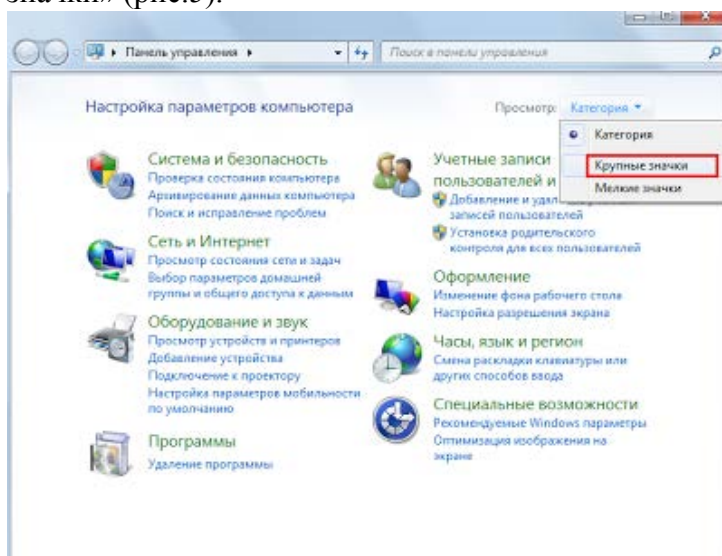 значки» (рис.3).
Панель управления
Поиск в панели управления
Настройка параметров компьютера
Просмотр: Категория
Категория
Крупные значки
Мелкие значки
Система и безопасность
Проверка состояния компьютера
Архивирование данных компьютера
Поиск и исправление проблем
Сеть и Интернет
Просмотр состояния сети и задач
Выбор параметров домашней
группы и общего доступа к данным
Оборудование и звук
Просмотр устройств и принтеров
Добавление устройства
Подключение к проектору
Настройка параметров мобильности
по умолчанию
Программы
Удаление программы
Учетные записи
пользователей и
Добавление и удал
записей пользователей
Установка родительского
контроля для всех пользователей
Оформление
Изменение фона рабочего стола
Настройка разрешения экрана
Часы, язык и регион
Смена раскладки клавиатуры или
других способов ввода
Специальные возможности
Рекомендуемые Windows параметры
Оптимизация изображения на
экране